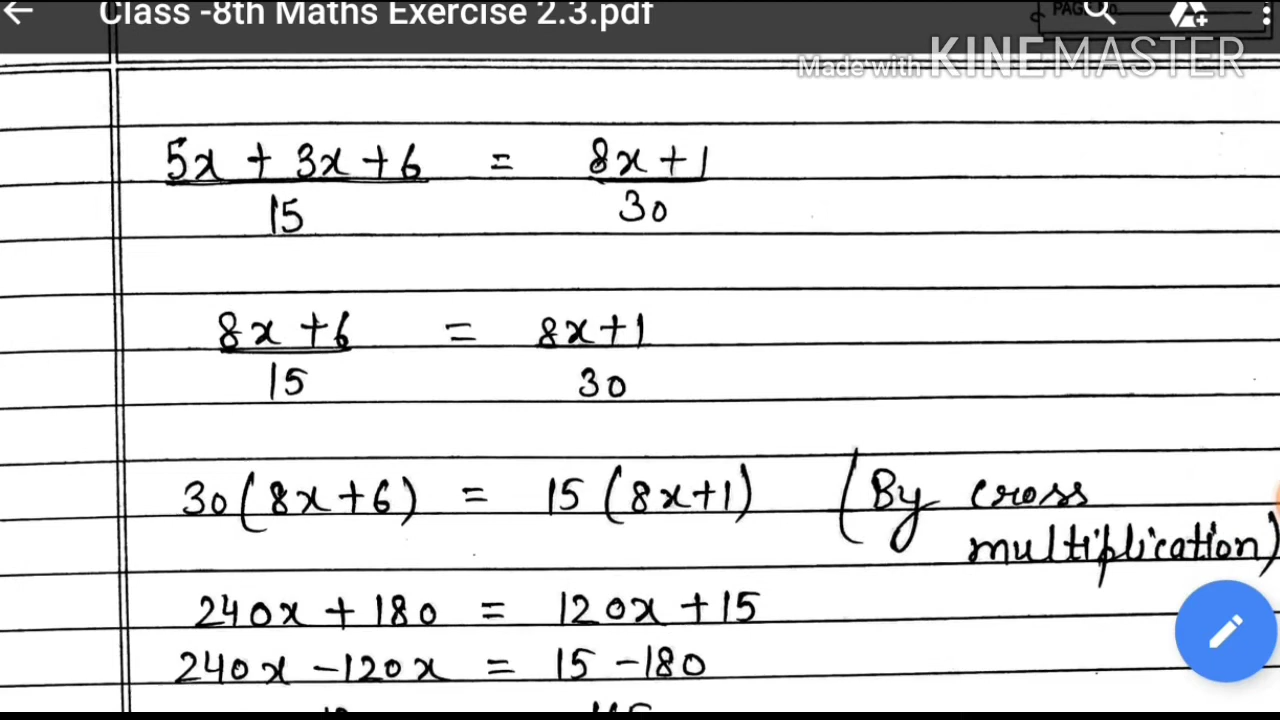 Class -8th Maths Exercise 2.3.pdf
Made with KINEMASTER
5x + 3x + 6 = 8x + 1
15 30
8x + 6 = 8x + 1
15 30
30(8x+6) = 15(8x+1) (By cross
multiplication)
240x + 180 = 120x + 15
240x - 120x = 15 - 180